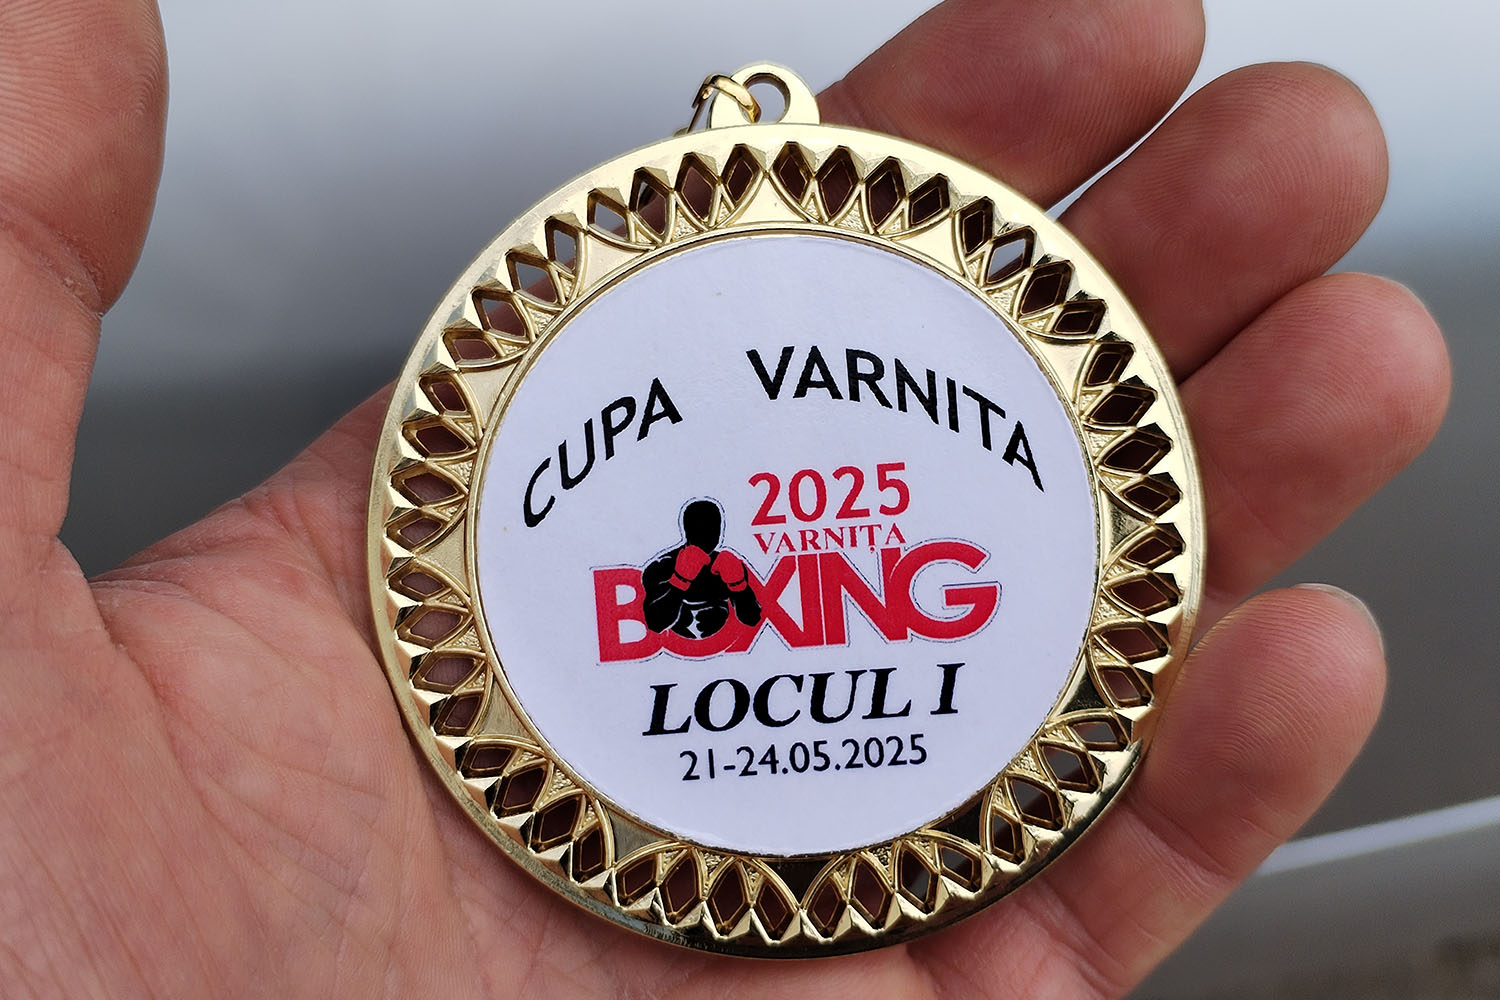 CUPA VARNITA
2025
VARNIȚA
BOXING
LOCUL I
21-24.05.2025